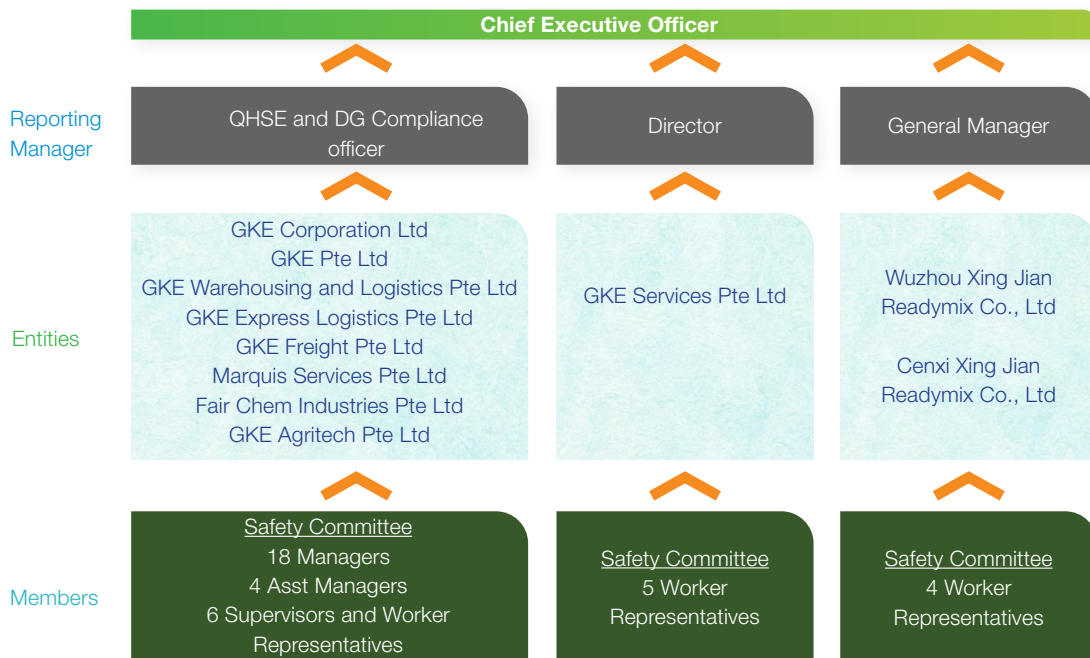 Chief Executive Officer
Reporting
Manager
QHSE and DG Compliance
officer
Director
General Manager
Entities
GKE Corporation Ltd
GKE Pte Ltd
GKE Warehousing and Logistics Pte Ltd
GKE Express Logistics Pte Ltd
GKE Freight Pte Ltd
Marquis Services Pte Ltd
Fair Chem Industries Pte Ltd
GKE Agritech Pte Ltd
GKE Services Pte Ltd
Wuzhou Xing Jian
Readymix Co., Ltd
Cenxi Xing Jian
Readymix Co., Ltd
Members
Safety Committee
18 Managers
4 Asst Managers
6 Supervisors and Worker
Representatives
Safety Committee
5 Worker
Representatives
Safety Committee
4 Worker
Representatives